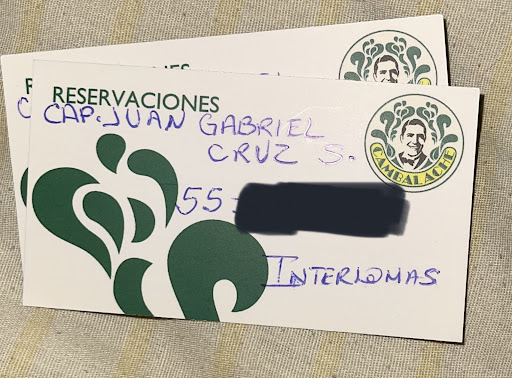 RESERVACIONES
CAP. JUAN GABRIEL
CRUZ S.
55-
INTERLOMAS
CAMBALACHE